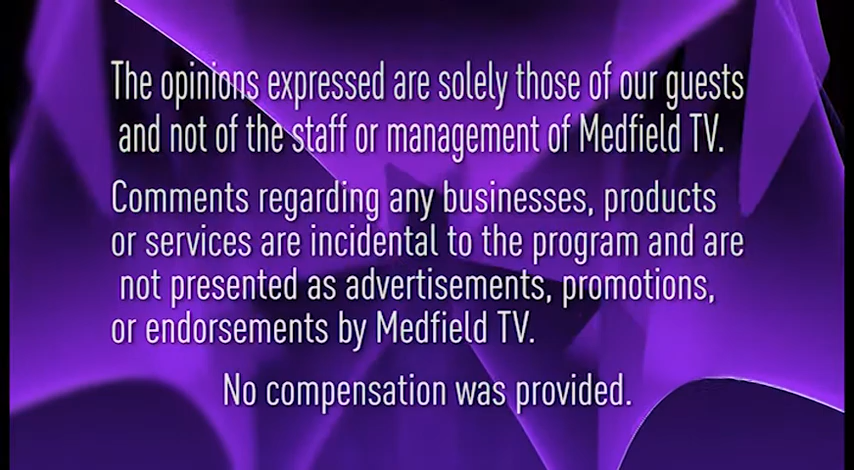 The opinions expressed are solely those of our guests
and not of the staff or management of Medfield TV.
Comments regarding any businesses, products
or services are incidental to the program and are
not presented as advertisements, promotions,
or endorsements by Medfield TV.
No compensation was provided.